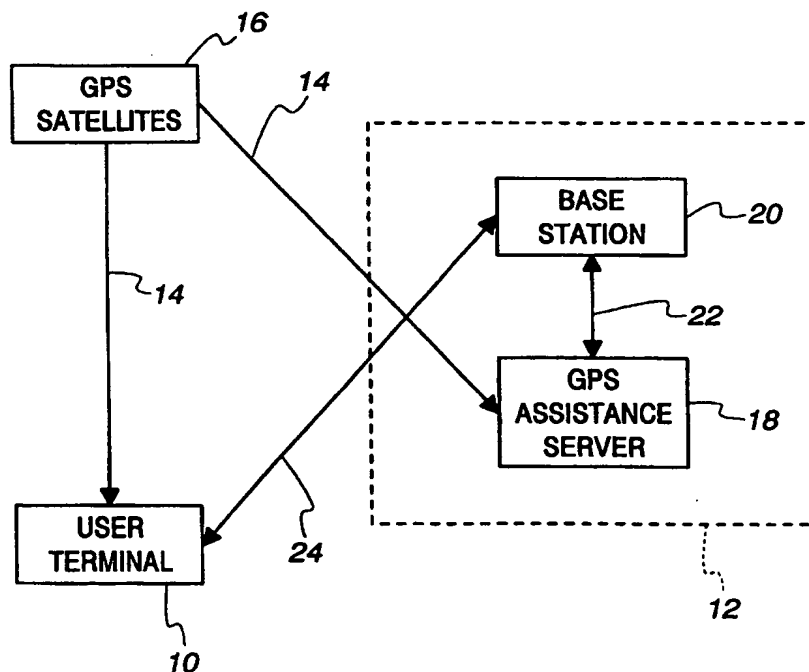 16
GPS
SATELLITES
14
14
BASE
STATION
20
22
GPS
ASSISTANCE
SERVER
18
USER
TERMINAL
24
12
10